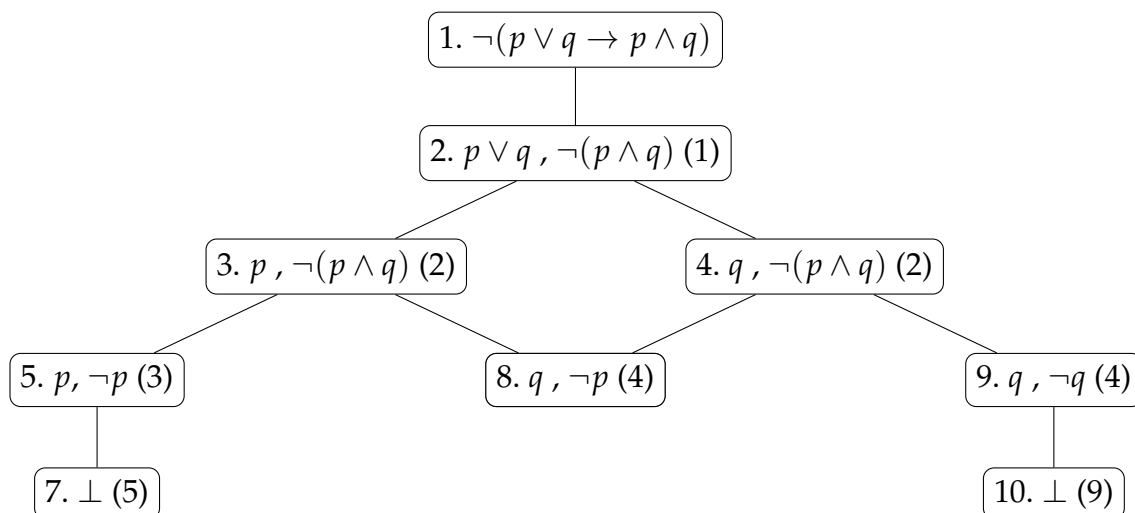 1. ¬(p ∨ q → p ∧ q)
2. p ∨ q , ¬(p ∧ q) (1)
3. p , ¬(p ∧ q) (2)
4. q , ¬(p ∧ q) (2)
5. p, ¬p (3)
8. q , ¬p (4)
9. q , ¬q (4)
7. ⊥ (5)
10. ⊥ (9)